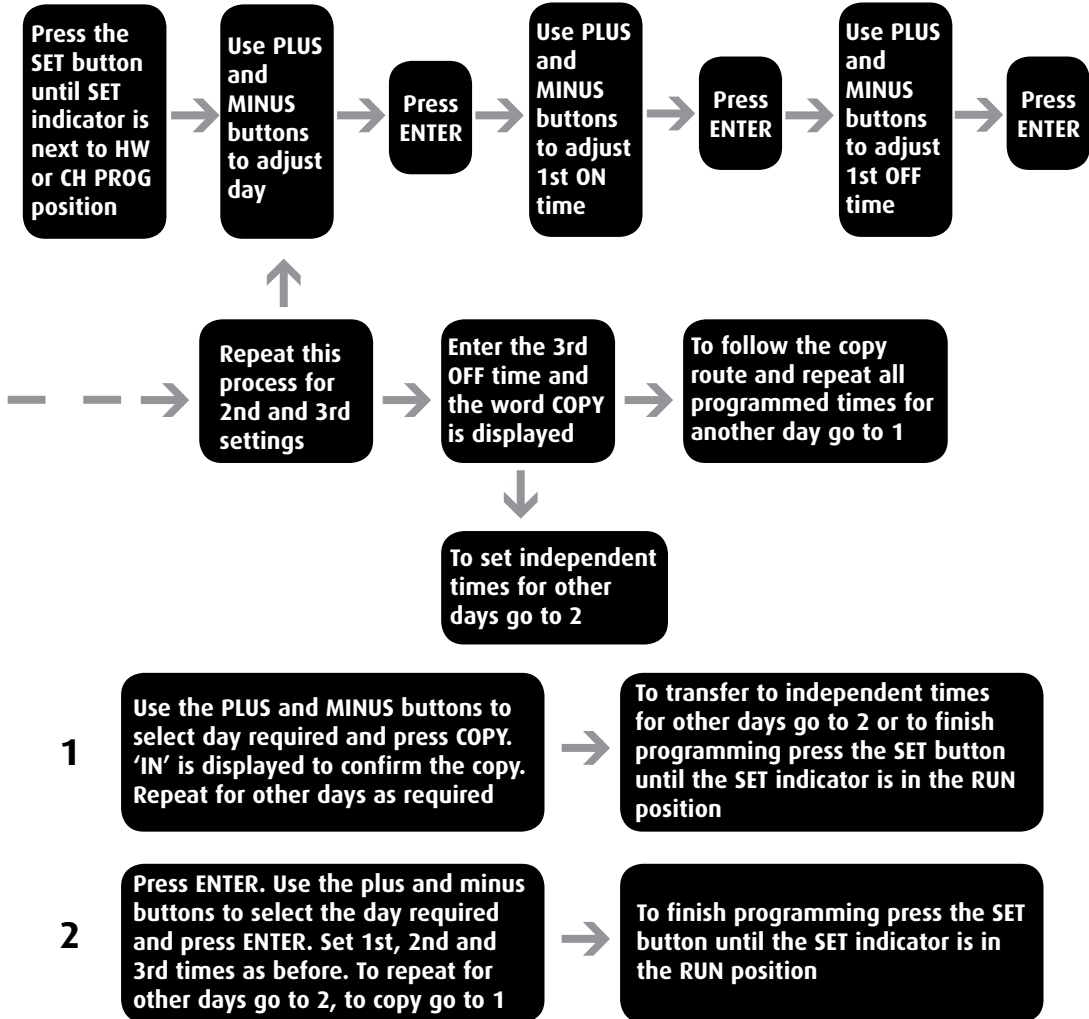 Press the
SET button
until SET
indicator is
next to HW
or CH PROG
position
Use PLUS
and
MINUS
buttons
to adjust
day
Press
ENTER
Use PLUS
and
MINUS
buttons
to adjust
1st ON
time
Press
ENTER
Use PLUS
and
MINUS
buttons
to adjust
1st OFF
time
Press
ENTER
Repeat this
process for
2nd and 3rd
settings
Enter the 3rd
OFF time and
the word COPY
is displayed
To follow the copy
route and repeat all
programmed times for
another day go to 1
To set independent
times for other
days go to 2
1
Use the PLUS and MINUS buttons to
select day required and press COPY.
‘IN’ is displayed to confirm the copy.
Repeat for other days as required
To transfer to independent times
for other days go to 2 or to finish
programming press the SET button
until the SET indicator is in the RUN
position
2
Press ENTER. Use the plus and minus
buttons to select the day required
and press ENTER. Set 1st, 2nd and
3rd times as before. To repeat for
other days go to 2, to copy go to 1
To finish programming press the SET
button until the SET indicator is in
the RUN position